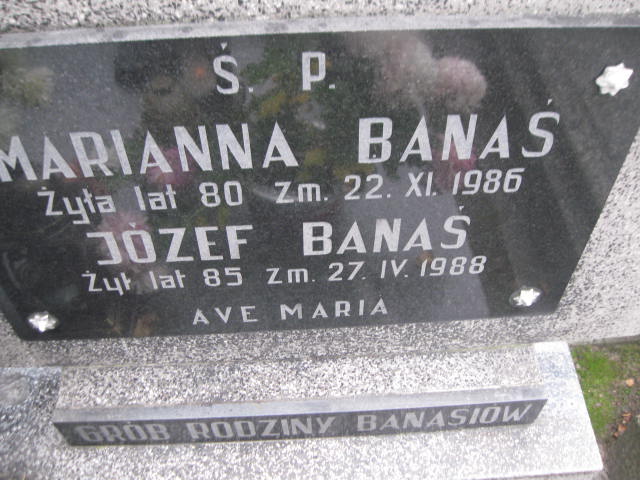 Ś. P.
MARIANNA BANAŚ
Żyła lat 80 Zm. 22. XI. 1986
JÓZEF BANAŚ
Żył lat 85 Zm. 27. IV. 1988
AVE MARIA
GRÓB RODZINY BANASIÓW